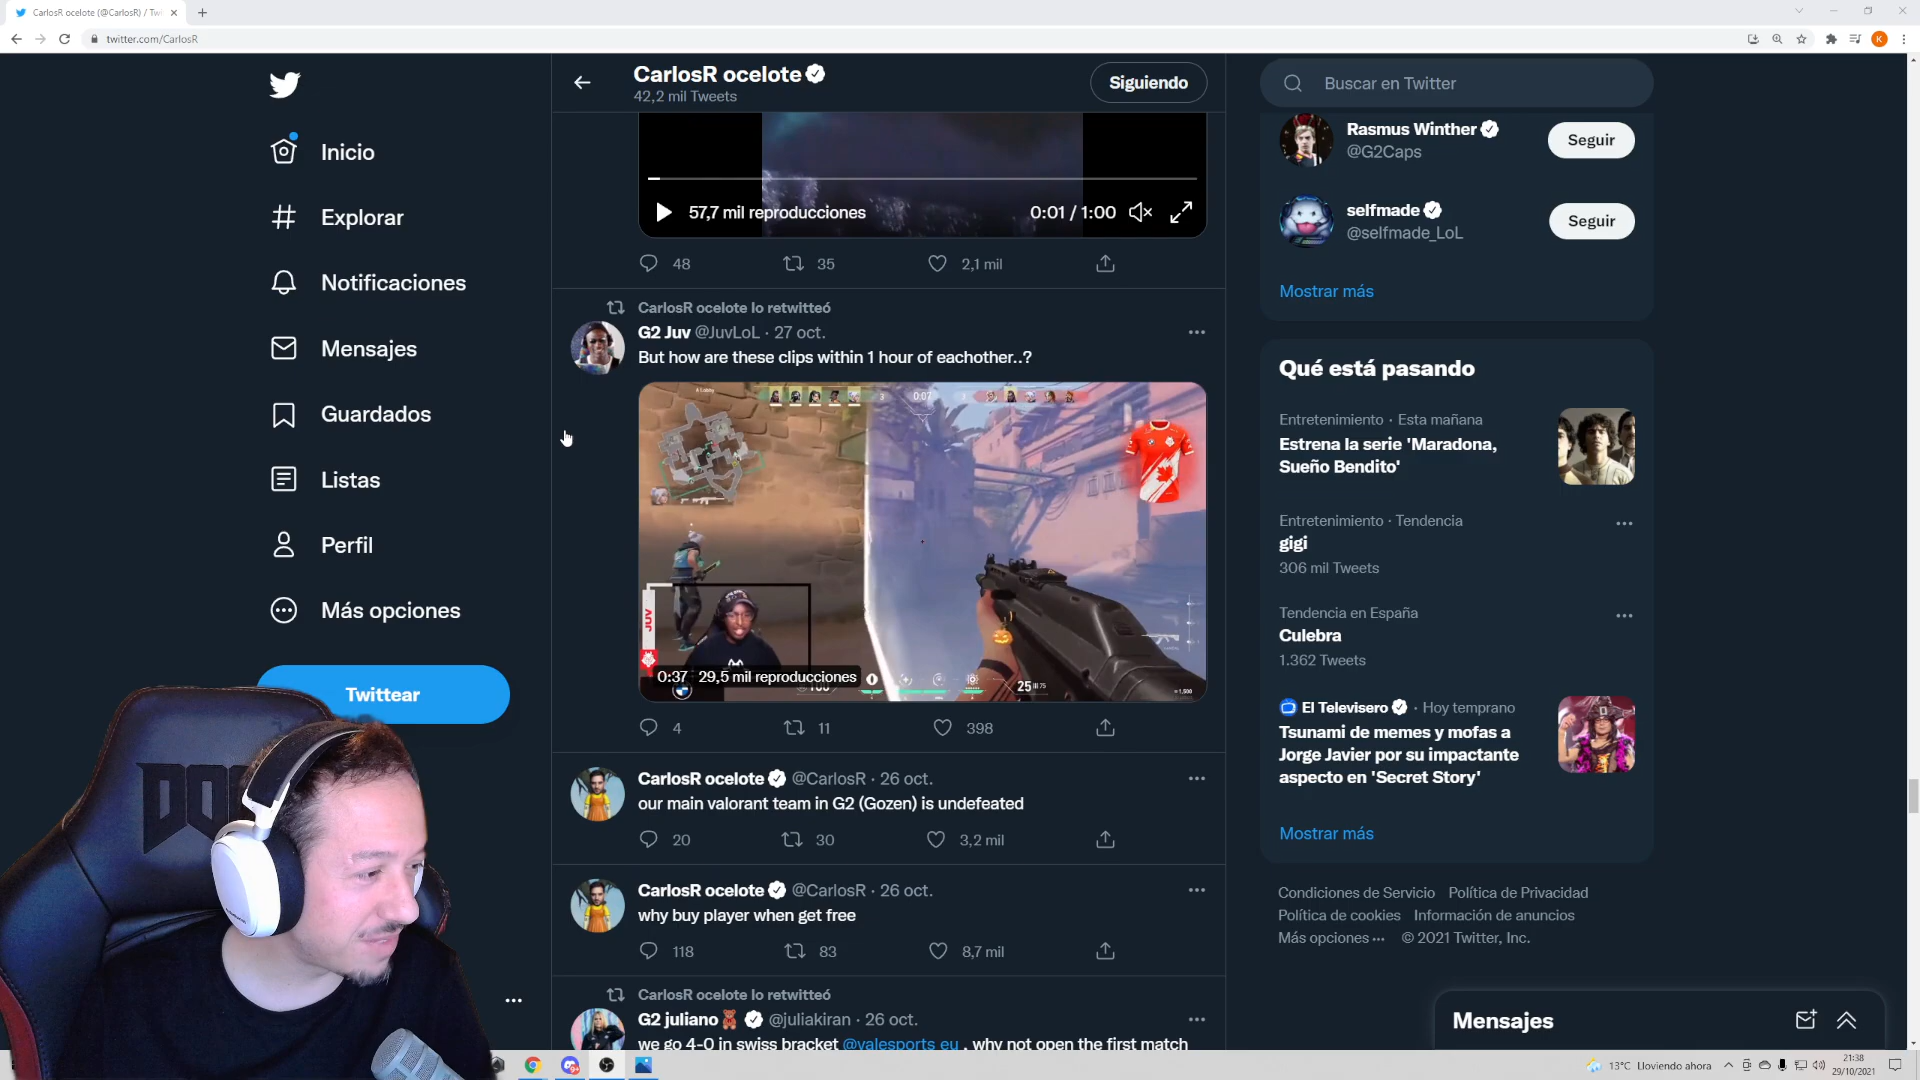 CarlosR ocelote (@CarlosR) / Twi
twitter.com/CarlosR
K
Inicio
Explorar
Notificaciones
Mensajes
Guardados
Listas
Perfil
Más opciones
Twittear
CarlosR ocelote
42,2 mil Tweets
Siguiendo
57,7 mil reproducciones
0:01 / 1:00
48
35
2,1 mil
CarlosR ocelote lo retwitteó
G2 Juv @JuvLoL · 27 oct.
But how are these clips within 1 hour of eachother..?
A Lobby
3
0:07
3
JUV
0:37 29,5 mil reproducciones
100
25 75
4
11
398
CarlosR ocelote @CarlosR · 26 oct.
our main valorant team in G2 (Gozen) is undefeated
20
30
3,2 mil
CarlosR ocelote @CarlosR · 26 oct.
why buy player when get free
118
83
8,7 mil
CarlosR ocelote lo retwitteó
G2 juliano @juliakiran · 26 oct.
we go 4-0 in swiss bracket @valesports_eu , why not open the first match
Buscar en Twitter
Rasmus Winther
@G2Caps
Seguir
selfmade
@selfmade_LoL
Seguir
Mostrar más
Qué está pasando
Entretenimiento · Esta mañana
Estrena la serie 'Maradona,
Sueño Bendito'
Entretenimiento · Tendencia
gigi
306 mil Tweets
Tendencia en España
Culebra
1.362 Tweets
El Televisero · Hoy temprano
Tsunami de memes y mofas a
Jorge Javier por su impactante
aspecto en 'Secret Story'
Mostrar más
Condiciones de Servicio Política de Privacidad
Política de cookies Información de anuncios
Más opciones ··· © 2021 Twitter, Inc.
Mensajes
13°C Lloviendo ahora
21:38
29/10/2021